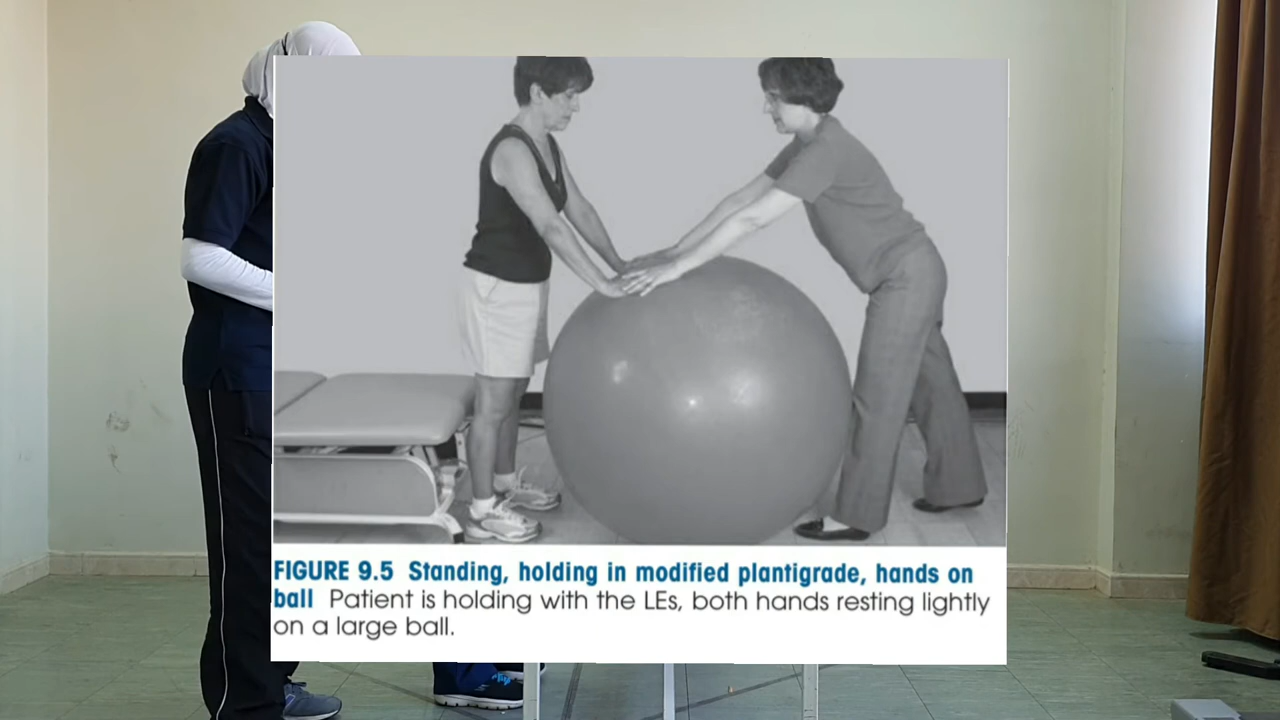 FIGURE 9.5 Standing, holding in modified plantigrade, hands on
ball Patient is holding with the LEs, both hands resting lightly
on a large ball.